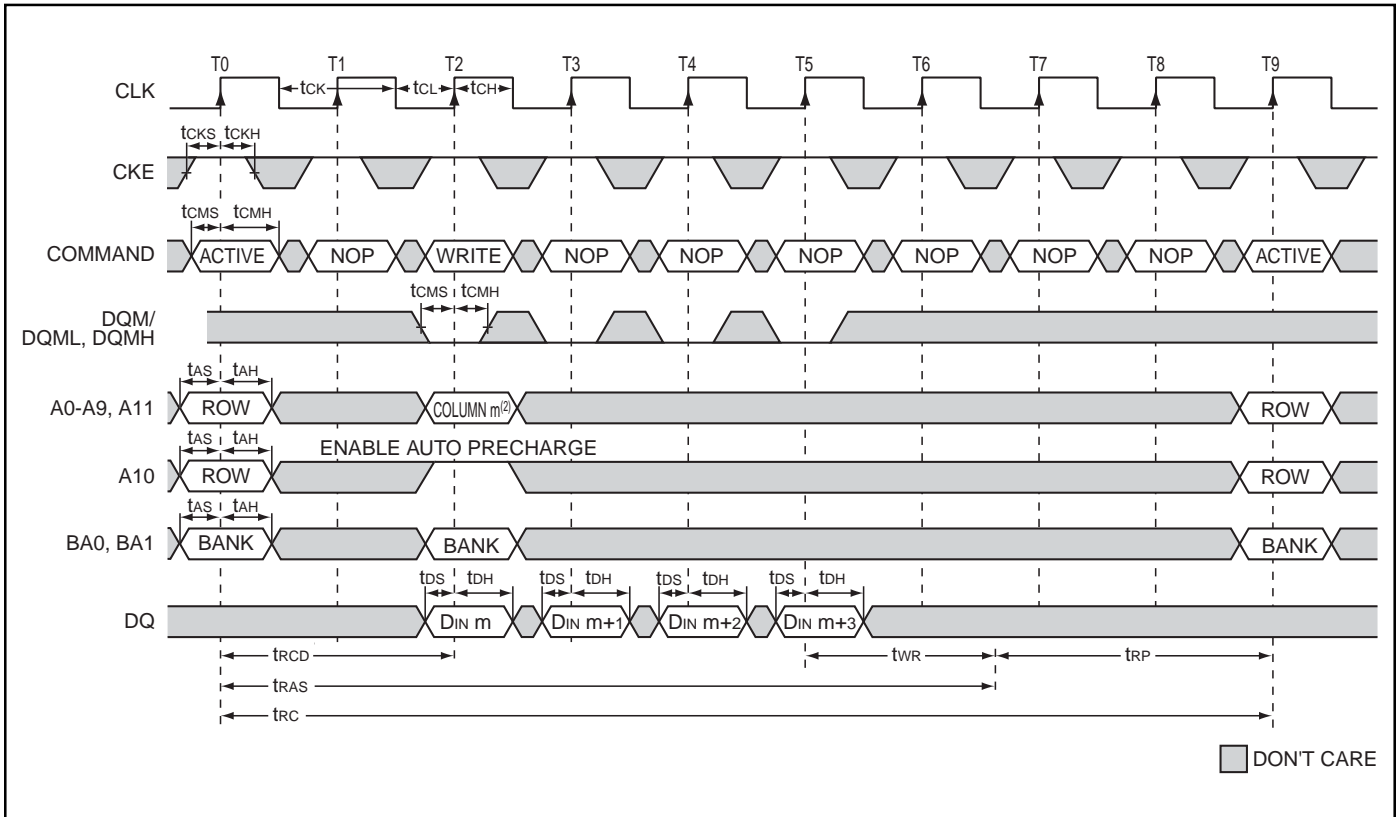 T0 T1 T2 T3 T4 T5 T6 T7 T8 T9
CLK tCK tCL tCH
tCKS tCKH
CKE
tCMS tCMH
COMMAND ACTIVE NOP WRITE NOP NOP NOP NOP NOP NOP ACTIVE
tCMS tCMH
DQM/
DQML, DQMH
tAS tAH
A0-A9, A11 ROW COLUMN m(2) ROW
tAS tAH ENABLE AUTO PRECHARGE
A10 ROW ROW
tAS tAH
BA0, BA1 BANK BANK BANK
tDS tDH tDS tDH tDS tDH tDS tDH
DQ DIN m DIN m+1 DIN m+2 DIN m+3
tRCD tWR tRP
tRAS
tRC
DON'T CARE